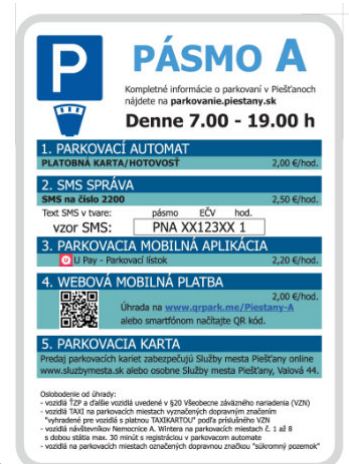 P
PÁSMO A
Kompletné informácie o parkovaní v Piešťanoch
nájdete na parkovanie.piestany.sk
Denne 7.00 - 19.00 h
1. PARKOVACÍ AUTOMAT
PLATOBNÁ KARTA/HOTOVOSŤ 2,00 €/hod.
2. SMS SPRÁVA
SMS na číslo 2200 2,50 €/hod.
Text SMS v tvare: pásmo EČV hod.
vzor SMS: PNA XX123XX 1
3. PARKOVACIA MOBILNÁ APLIKÁCIA
U U Pay - Parkovací lístok 2,20 €/hod.
4. WEBOVÁ MOBILNÁ PLATBA
2,00 €/hod.
Úhrada na www.qrpark.me/Piestany-A
alebo smartfónom načítajte QR kód.
5. PARKOVACIA KARTA
Predaj parkovacích kariet zabezpečujú Služby mesta Piešťany online
www.sluzbymesta.sk alebo osobne Služby mesta Piešťany, Valová 44.
Oslobodenie od úhrady:
- vozidlá ŤZP a ďalšie vozidlá uvedené v §20 Všeobecne záväzného nariadenia (VZN)
- vozidlá TAXI na parkovacích miestach vyznačených dopravným značením
"vyhradené pre vozidlá s platnou TAXIKARTOU" podľa príslušného VZN
- vozidlá návštevníkov Nemocnice A. Wintera na parkovacích miestach č. 1 až 8
s dobou státia max. 30 minút s registráciou v parkovacom automate
- vozidlá na parkovacích miestach označených dopravnou značkou "súkromný pozemok"